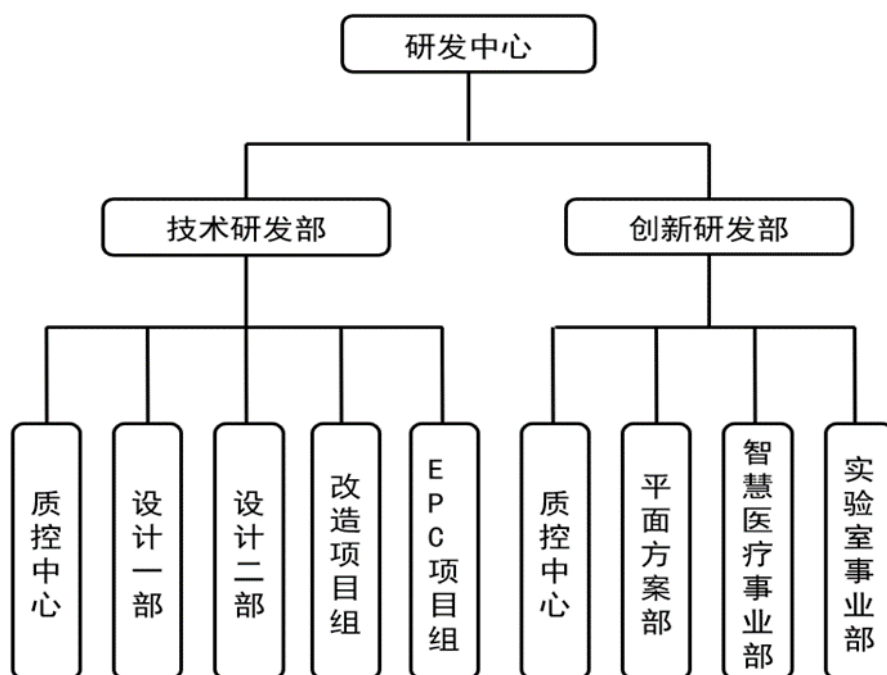 研发中心
技术研发部
创新研发部
质控中心
设计一部
设计二部
改造项目组
EPC项目组
质控中心
平面方案部
智慧医疗事业部
实验室事业部